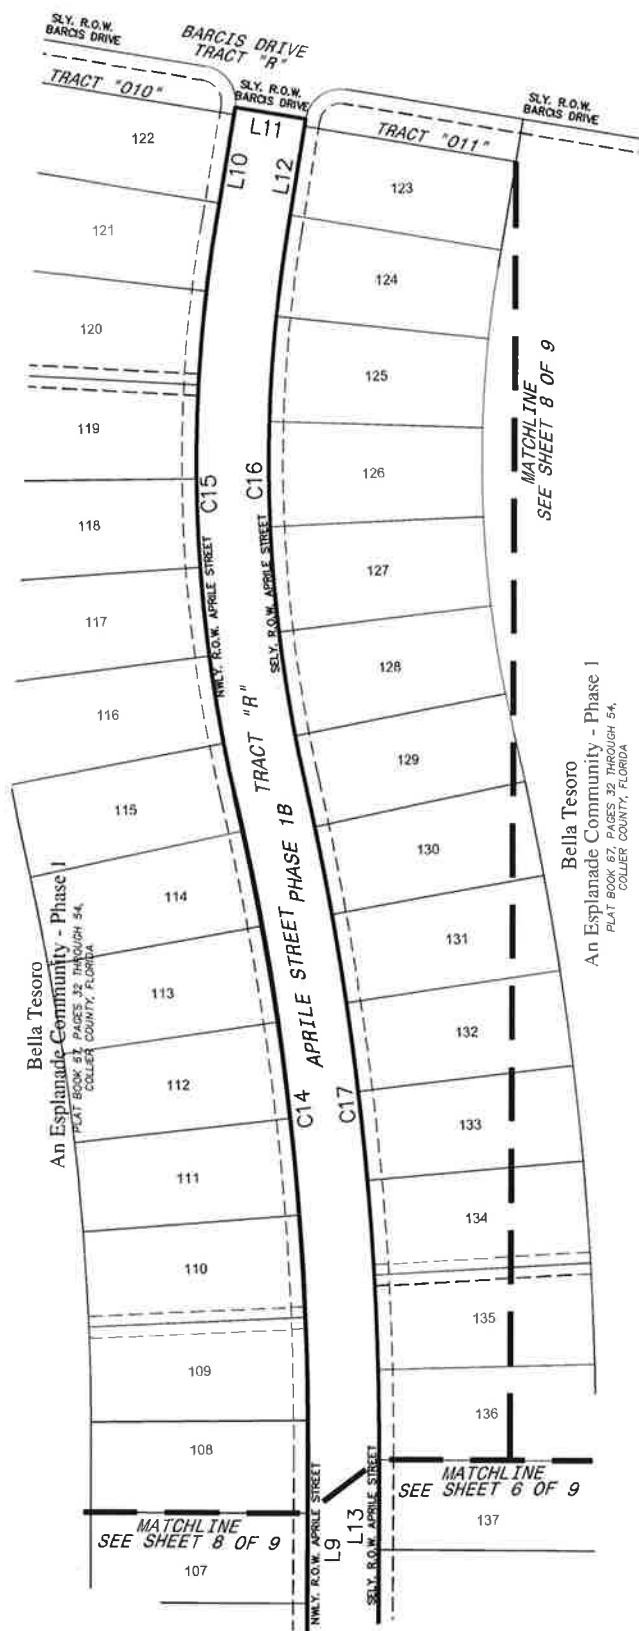 SLY. R.O.W.
BARCIS DRIVE
BARCIS DRIVE
TRACT "R"
SLY. R.O.W.
BARCIS DRIVE
SLY. R.O.W.
BARCIS DRIVE
TRACT "O10"
L11
TRACT "O11"
122
L10
L12
123
121
124
120
125
119
126
MATCHLINE
SEE SHEET 8 OF 9
C15
C16
118
127
NWLY. R.O.W. APRILE STREET
SELY. R.O.W. APRILE STREET
117
128
116
129
TRACT "R"
115
130
APRILE STREET PHASE 1B
114
131
113
132
Bella Tesoro
An Esplanade Community - Phase 1
PLAT BOOK 67, PAGES 32 THROUGH 54,
COLLIER COUNTY, FLORIDA
Bella Tesoro
An Esplanade Community - Phase 1
PLAT BOOK 67, PAGES 32 THROUGH 54,
COLLIER COUNTY, FLORIDA
112
C14
C17
133
111
134
110
135
109
136
108
NWLY. R.O.W. APRILE STREET
L9
L13
SELY. R.O.W. APRILE STREET
MATCHLINE
SEE SHEET 6 OF 9
137
MATCHLINE
SEE SHEET 8 OF 9
107